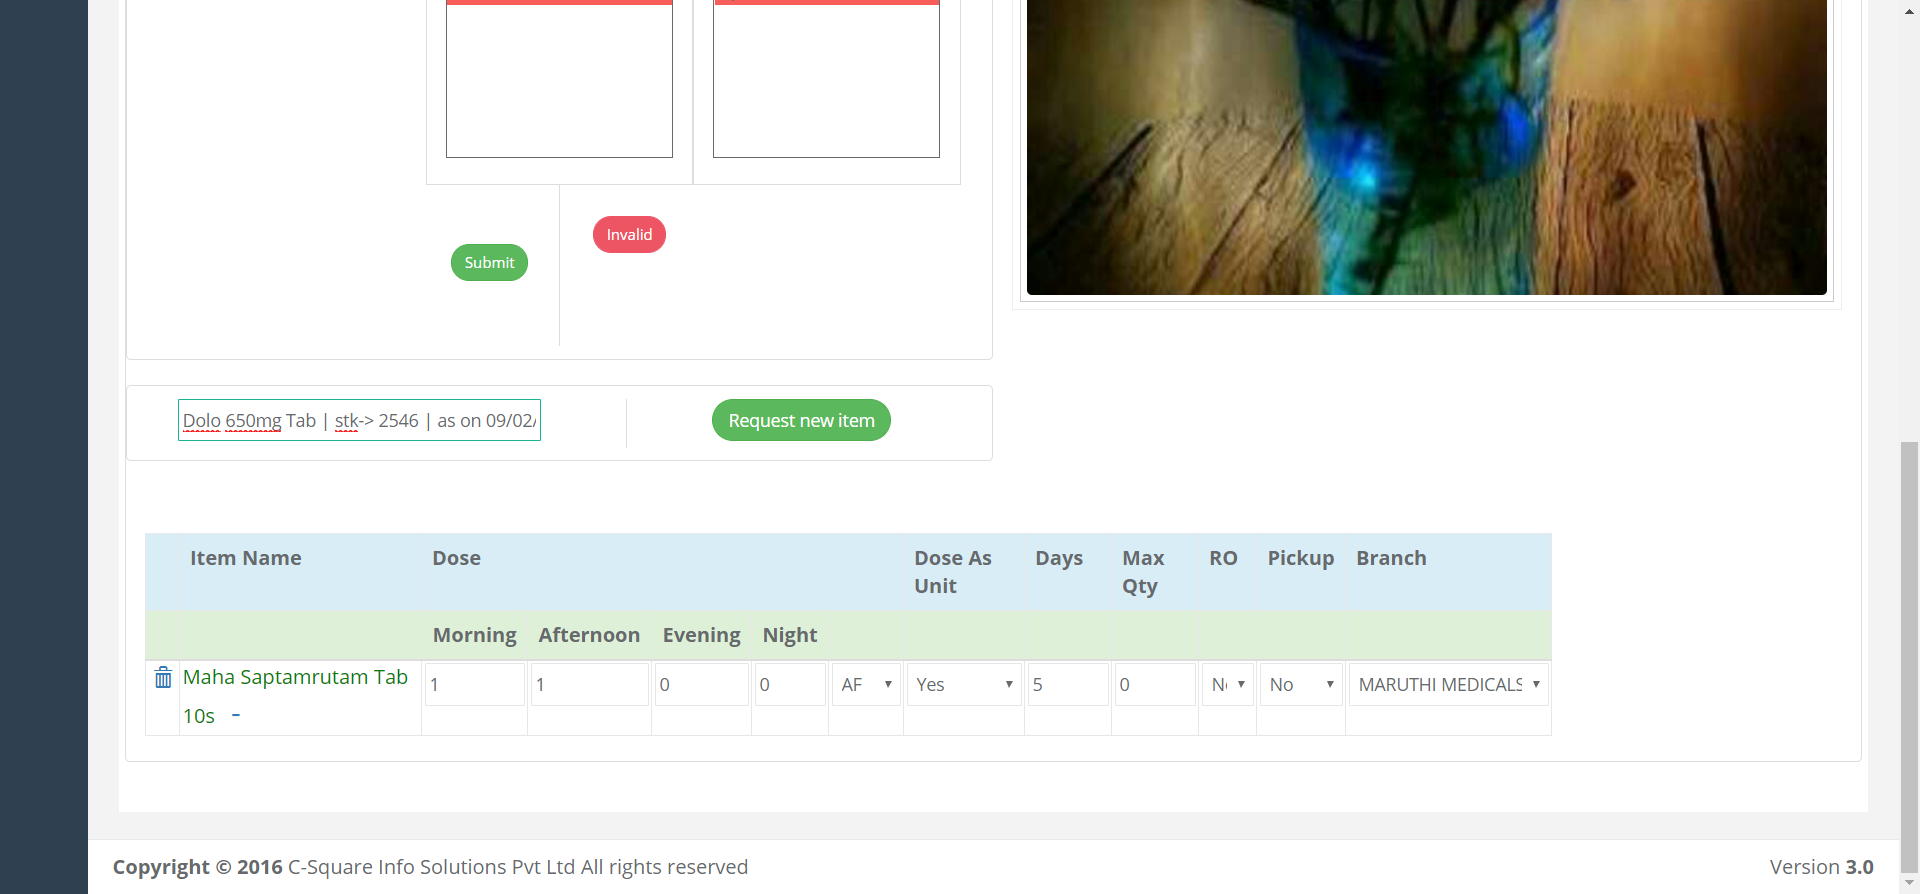 Invalid
Submit
Dolo 650mg Tab | stk-> 2546 | as on 09/02/
Request new item
Item Name Dose Dose As Unit Days Max Qty RO Pickup Branch
Morning Afternoon Evening Night
Maha Saptamrutam Tab 10s - 1 1 0 0 AF Yes 5 0 No No MARUTHI MEDICALS
Copyright © 2016 C-Square Info Solutions Pvt Ltd All rights reserved
Version 3.0